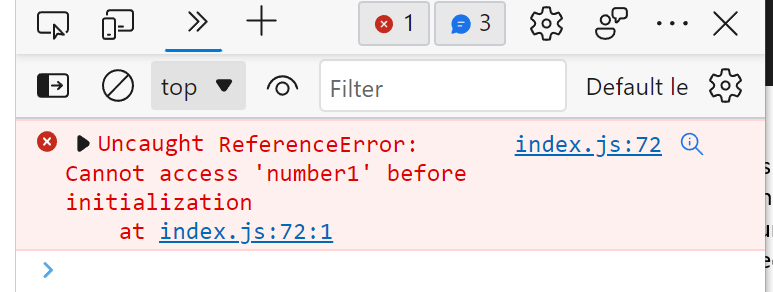 1 3
top Filter Default le
Uncaught ReferenceError: index.js:72
Cannot access 'number1' before
initialization
at index.js:72:1